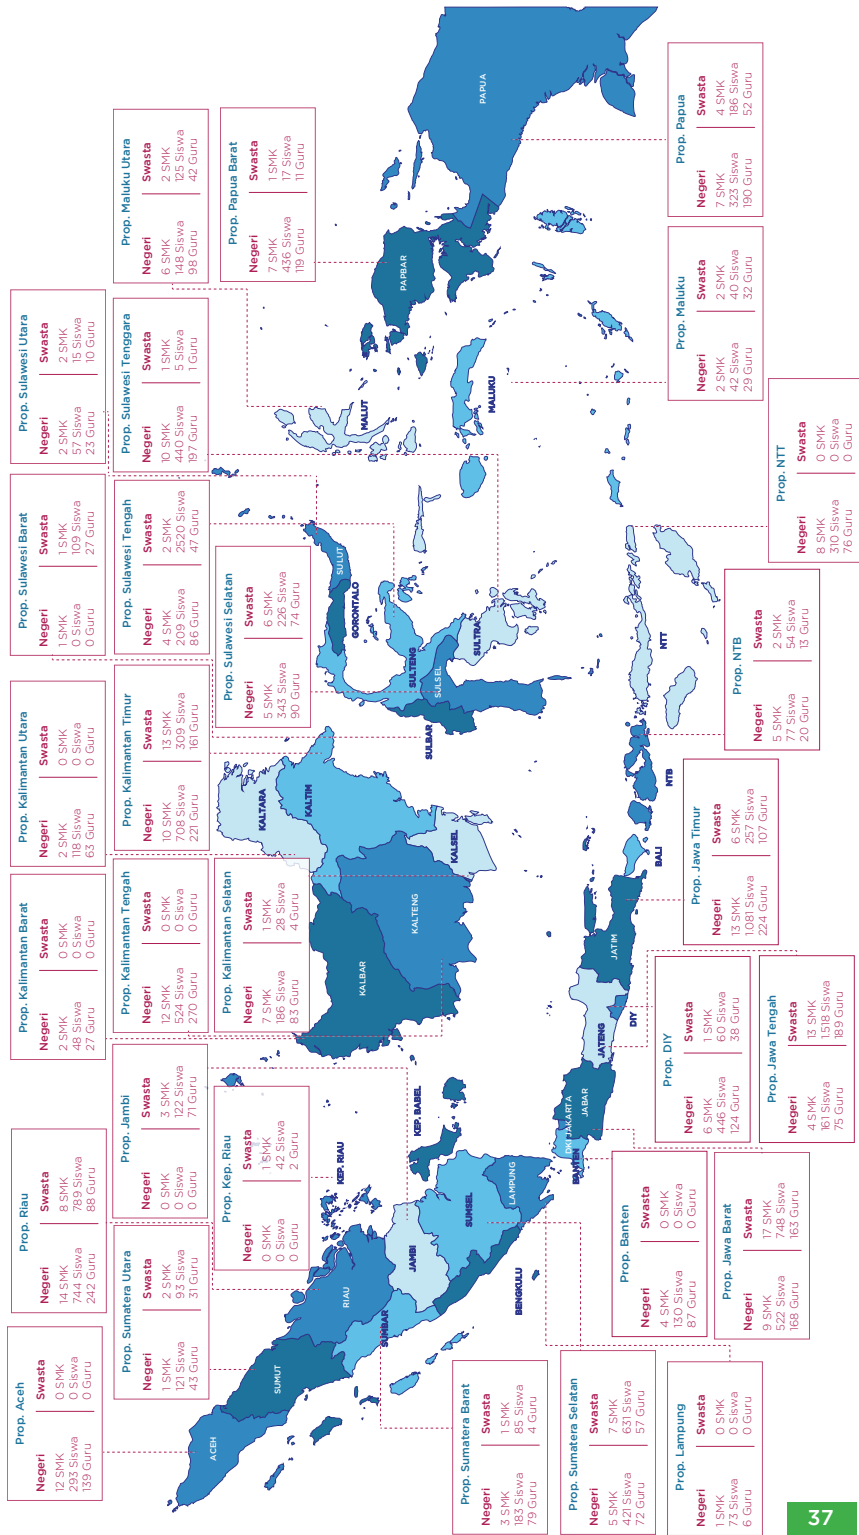 Prop. Aceh
Negeri
12 SMK
293 Siswa
139 Guru
Swasta
0 SMK
0 Siswa
0 Guru
Prop. Sumatera Utara
Negeri
1 SMK
121 Siswa
43 Guru
Swasta
2 SMK
93 Siswa
31 Guru
Prop. Riau
Negeri
14 SMK
744 Siswa
242 Guru
Swasta
8 SMK
789 Siswa
88 Guru
Prop. Jambi
Negeri
0 SMK
0 Siswa
0 Guru
Swasta
3 SMK
122 Siswa
71 Guru
Prop. Kep. Riau
Negeri
0 SMK
0 Siswa
0 Guru
Swasta
1 SMK
42 Siswa
2 Guru
Prop. Kalimantan Barat
Negeri
2 SMK
48 Siswa
27 Guru
Swasta
0 SMK
0 Siswa
0 Guru
Prop. Kalimantan Tengah
Negeri
12 SMK
524 Siswa
270 Guru
Swasta
0 SMK
0 Siswa
0 Guru
Prop. Kalimantan Selatan
Negeri
7 SMK
186 Siswa
83 Guru
Swasta
1 SMK
28 Siswa
4 Guru
Prop. Kalimantan Utara
Negeri
2 SMK
118 Siswa
63 Guru
Swasta
0 SMK
0 Siswa
0 Guru
Prop. Kalimantan Timur
Negeri
10 SMK
708 Siswa
221 Guru
Swasta
13 SMK
309 Siswa
161 Guru
Prop. Sulawesi Barat
Negeri
1 SMK
0 Siswa
0 Guru
Swasta
1 SMK
109 Siswa
27 Guru
Prop. Sulawesi Tengah
Negeri
4 SMK
209 Siswa
86 Guru
Swasta
2 SMK
2520 Siswa
47 Guru
Prop. Sulawesi Selatan
Negeri
5 SMK
343 Siswa
90 Guru
Swasta
6 SMK
226 Siswa
74 Guru
Prop. Sulawesi Utara
Negeri
2 SMK
57 Siswa
23 Guru
Swasta
2 SMK
15 Siswa
10 Guru
Prop. Sulawesi Tenggara
Negeri
10 SMK
440 Siswa
197 Guru
Swasta
1 SMK
5 Siswa
1 Guru
Prop. Maluku Utara
Negeri
6 SMK
148 Siswa
98 Guru
Swasta
2 SMK
125 Siswa
42 Guru
Prop. Papua Barat
Negeri
7 SMK
436 Siswa
119 Guru
Swasta
1 SMK
17 Siswa
11 Guru
ACEH
SUMUT
RIAU
SUMBAR
KEP. RIAU
JAMBI
SUMSEL
BENGKULU
LAMPUNG
KEP. BABEL
BANTEN
DKI JAKARTA
JABAR
JATENG
DIY
JATIM
BALI
NTB
NTT
KALBAR
KALTENG
KALSEL
KALTIM
KALTARA
SULBAR
SULSEL
SULTENG
SULTRA
GORONTALO
SULUT
MALUT
MALUKU
PAPBAR
PAPUA
Prop. Sumatera Barat
Negeri
3 SMK
183 Siswa
79 Guru
Swasta
1 SMK
85 Siswa
4 Guru
Prop. Sumatera Selatan
Negeri
5 SMK
421 Siswa
72 Guru
Swasta
7 SMK
631 Siswa
57 Guru
Prop. Lampung
Negeri
1 SMK
73 Siswa
6 Guru
Swasta
0 SMK
0 Siswa
0 Guru
Prop. Banten
Negeri
4 SMK
130 Siswa
87 Guru
Swasta
0 SMK
0 Siswa
0 Guru
Prop. Jawa Barat
Negeri
9 SMK
522 Siswa
168 Guru
Swasta
17 SMK
748 Siswa
163 Guru
Prop. DIY
Negeri
6 SMK
446 Siswa
124 Guru
Swasta
1 SMK
60 Siswa
38 Guru
Prop. Jawa Tengah
Negeri
4 SMK
161 Siswa
75 Guru
Swasta
13 SMK
1.518 Siswa
189 Guru
Prop. Jawa Timur
Negeri
13 SMK
1.081 Siswa
224 Guru
Swasta
6 SMK
257 Siswa
107 Guru
Prop. NTB
Negeri
5 SMK
77 Siswa
20 Guru
Swasta
2 SMK
54 Siswa
13 Guru
Prop. NTT
Negeri
8 SMK
310 Siswa
76 Guru
Swasta
0 SMK
0 Siswa
0 Guru
Prop. Maluku
Negeri
2 SMK
42 Siswa
29 Guru
Swasta
2 SMK
40 Siswa
32 Guru
Prop. Papua
Negeri
7 SMK
323 Siswa
190 Guru
Swasta
4 SMK
186 Siswa
52 Guru
37